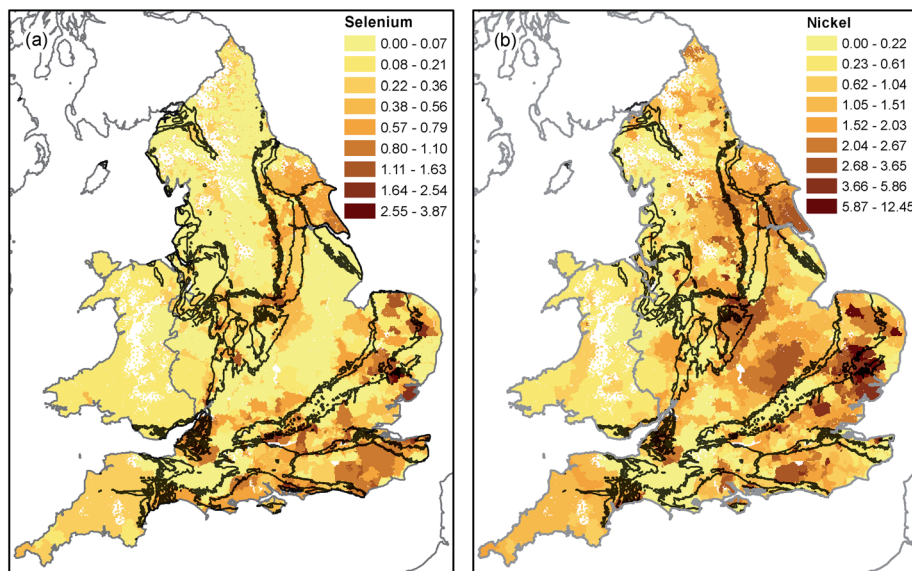 (a)
Selenium
0.00 - 0.07
0.08 - 0.21
0.22 - 0.36
0.38 - 0.56
0.57 - 0.79
0.80 - 1.10
1.11 - 1.63
1.64 - 2.54
2.55 - 3.87
(b)
Nickel
0.00 - 0.22
0.23 - 0.61
0.62 - 1.04
1.05 - 1.51
1.52 - 2.03
2.04 - 2.67
2.68 - 3.65
3.66 - 5.86
5.87 - 12.45